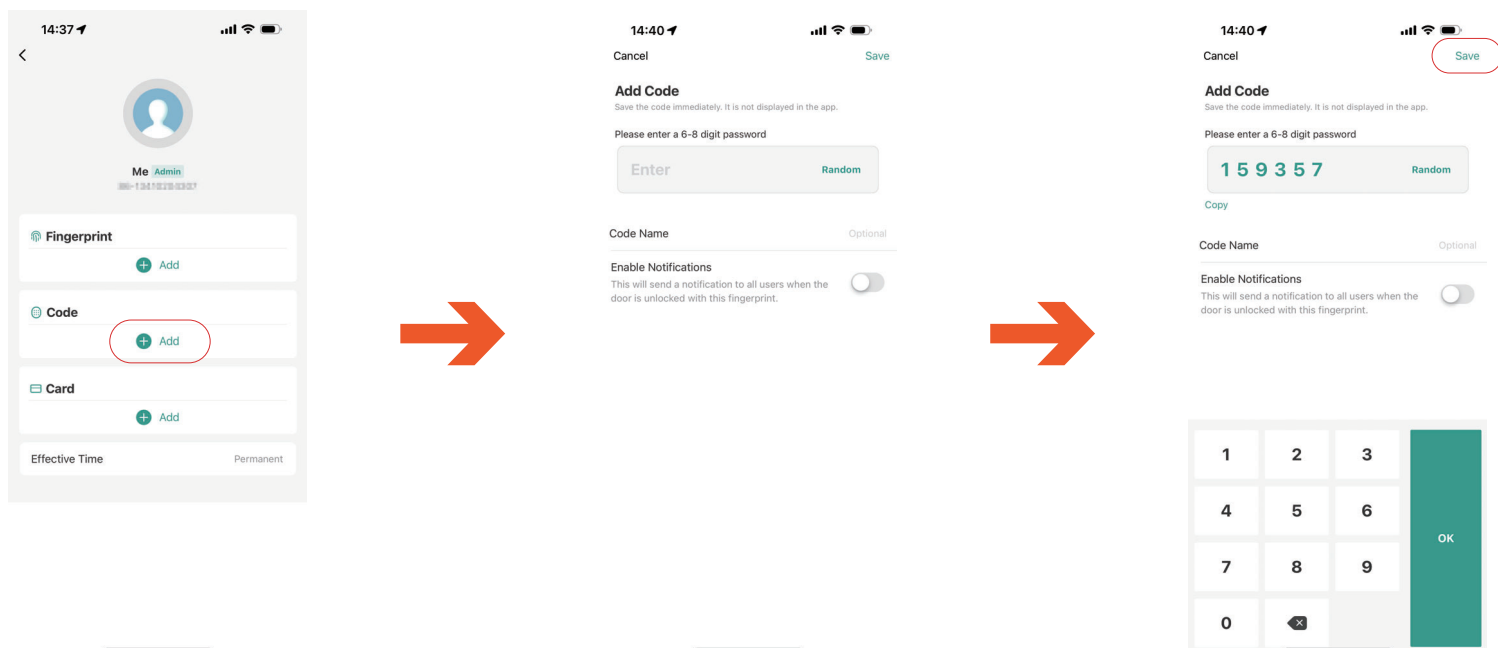 14:37
Me Admin
Fingerprint
Add
Code
Add
Card
Add
Effective Time Permanent
14:40
Cancel Save
Add Code
Save the code immediately. It is not displayed in the app.
Please enter a 6-8 digit password
Enter Random
Code Name Optional
Enable Notifications
This will send a notification to all users when the
door is unlocked with this fingerprint.
14:40
Cancel Save
Add Code
Save the code immediately. It is not displayed in the app.
Please enter a 6-8 digit password
1 5 9 3 5 7 Random
Copy
Code Name Optional
Enable Notifications
This will send a notification to all users when the
door is unlocked with this fingerprint.
1 2 3
4 5 6
OK
7 8 9
0